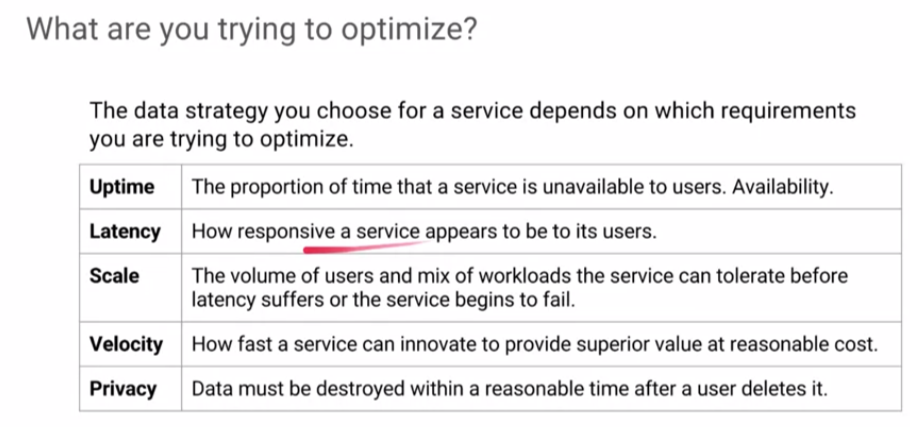 What are you trying to optimize?
The data strategy you choose for a service depends on which requirements
you are trying to optimize.
Uptime The proportion of time that a service is unavailable to users. Availability.
Latency How responsive a service appears to be to its users.
Scale The volume of users and mix of workloads the service can tolerate before
latency suffers or the service begins to fail.
Velocity How fast a service can innovate to provide superior value at reasonable cost.
Privacy Data must be destroyed within a reasonable time after a user deletes it.